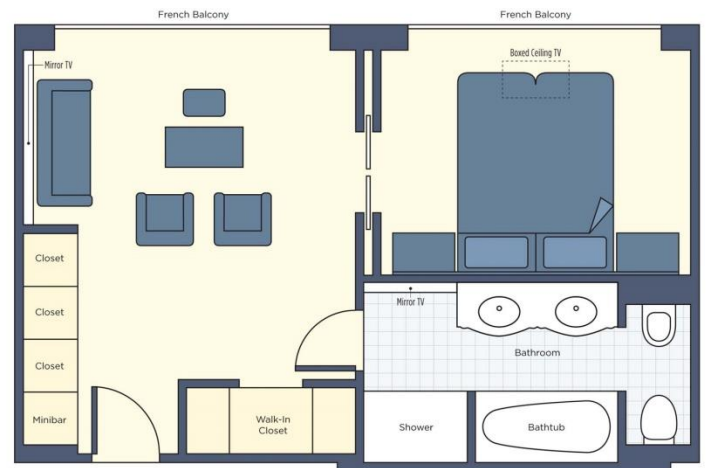 French Balcony
French Balcony
Mirror TV
Boxed Ceiling TV
Closet
Closet
Closet
Minibar
Walk-In
Closet
Mirror TV
Bathroom
Shower
Bathtub